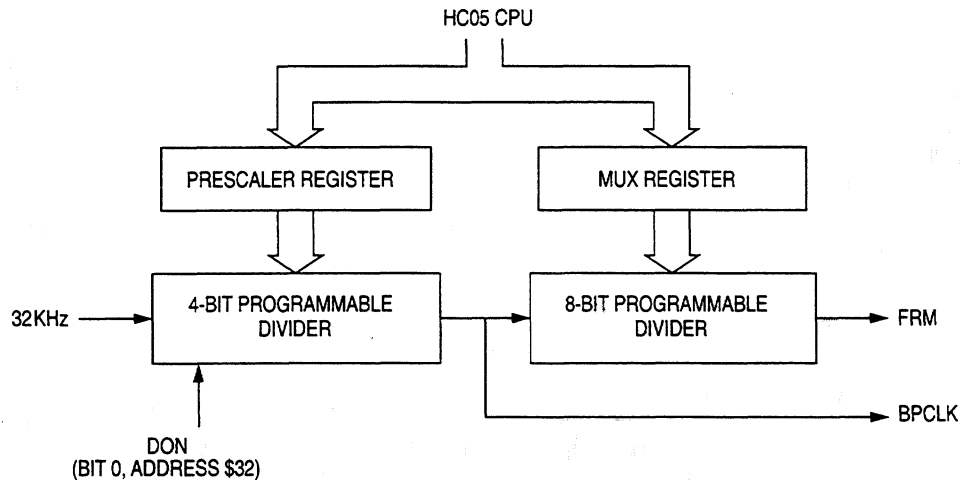 HC05 CPU
PRESCALER REGISTER
MUX REGISTER
32KHz
4-BIT PROGRAMMABLE
DIVIDER
8-BIT PROGRAMMABLE
DIVIDER
FRM
BPCLK
DON
(BIT 0, ADDRESS $32)